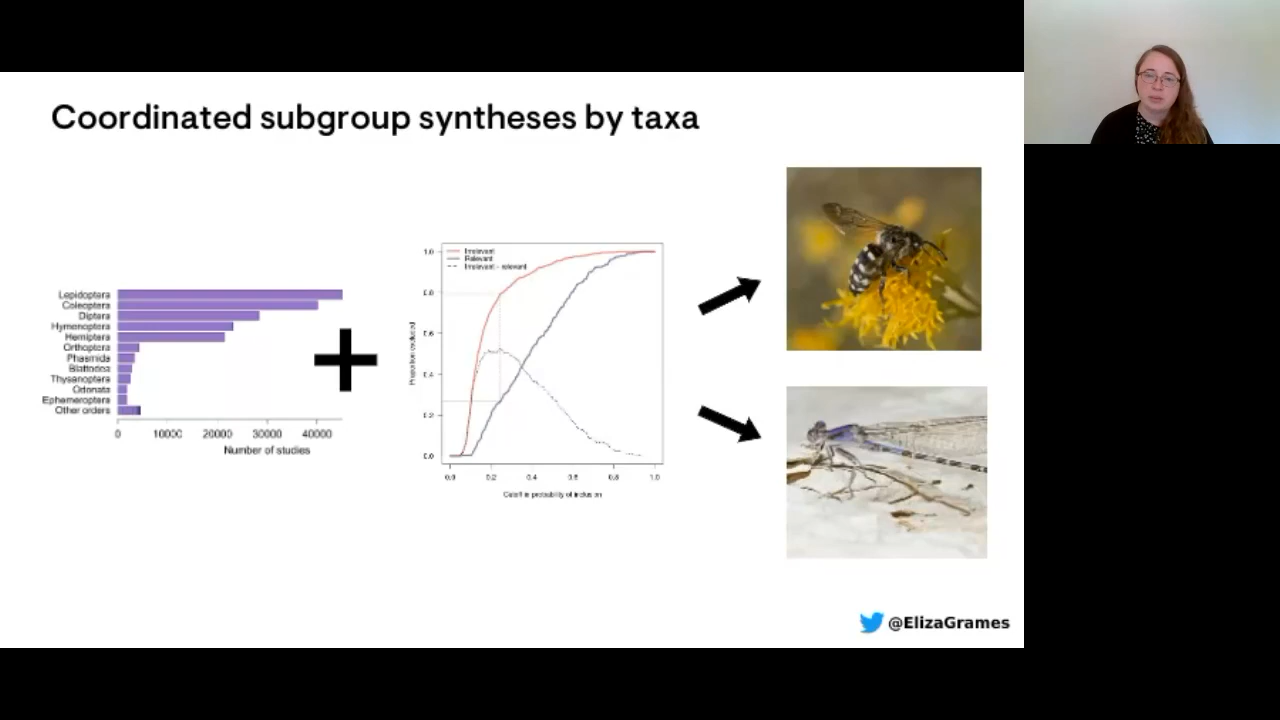 Coordinated subgroup syntheses by taxa
Lepidoptera
Coleoptera
Diptera
Hymenoptera
Hemiptera
Orthoptera
Phasmida
Blattodea
Thysanoptera
Odonata
Ephemeroptera
Other orders
0 10000 20000 30000 40000
Number of studies
Irrelevant
Relevant
Irrelevant - relevant
1.0
0.8
0.6
0.4
0.2
0.0
Proportion excluded
0.0 0.2 0.4 0.6 0.8 1.0
Cutoff in probability of inclusion
@ElizaGrames